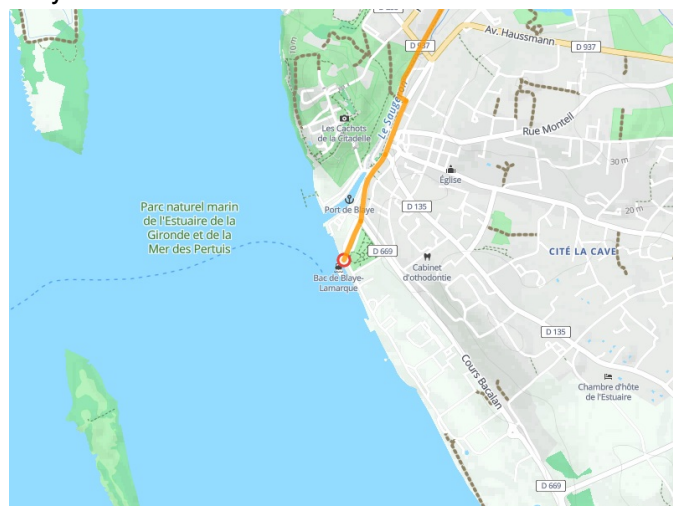 D 937
Av. Haussmann
D 937
Le Saugeron
Les Cachots
de la Citadelle
Rue Monteil
30 m
Église
Port de Blaye
D 135
20 m
Parc naturel marin
de l'Estuaire de la
Gironde et de la
Mer des Pertuis
D 669
CITÉ LA CAVE
Cabinet
d'othodontie
Bac de Blaye-
Lamarque
D 135
Cours Bacalan
Chambre d'hôte
de l'Estuaire
D 669